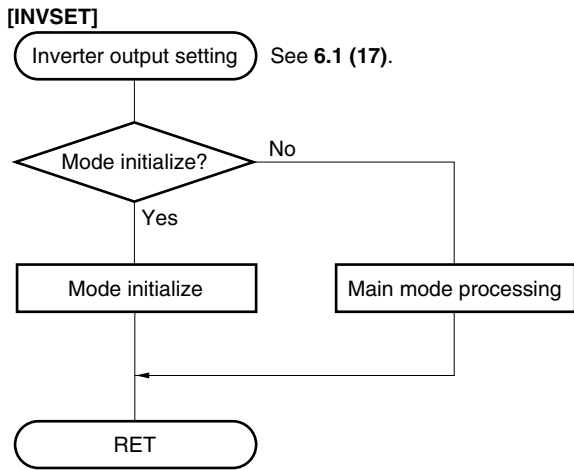 [INVSET]
Inverter output setting See 6.1 (17).
Mode initialize?
No
Yes
Mode initialize
Main mode processing
RET